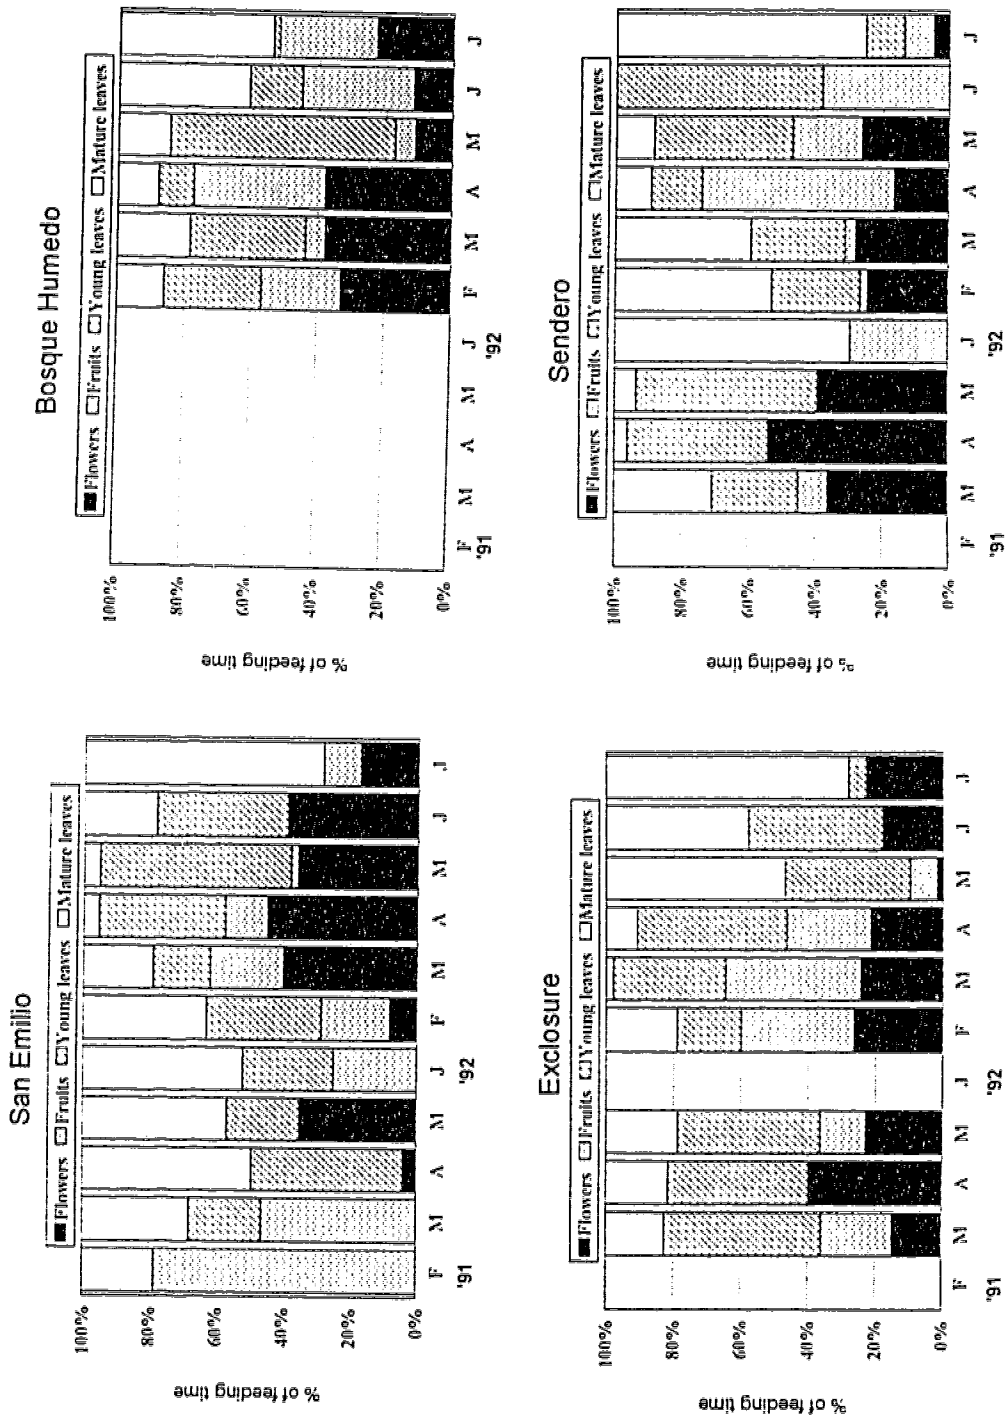 San Emilio
Flowers Fruits Young leaves Mature leaves
% of feeding time
100%
80%
60%
40%
20%
0%
F M A M J F M A M J J
'91 '92
Bosque Humedo
Flowers Fruits Young leaves Mature leaves
% of feeding time
100%
80%
60%
40%
20%
0%
F M A M J F M A M J J
'91 '92
Exclosure
Flowers Fruits Young leaves Mature leaves
% of feeding time
100%
80%
60%
40%
20%
0%
F M A M J F M A M J J
'91 '92
Sendero
Flowers Fruits Young leaves Mature leaves
% of feeding time
100%
80%
60%
40%
20%
0%
F M A M J F M A M J J
'91 '92